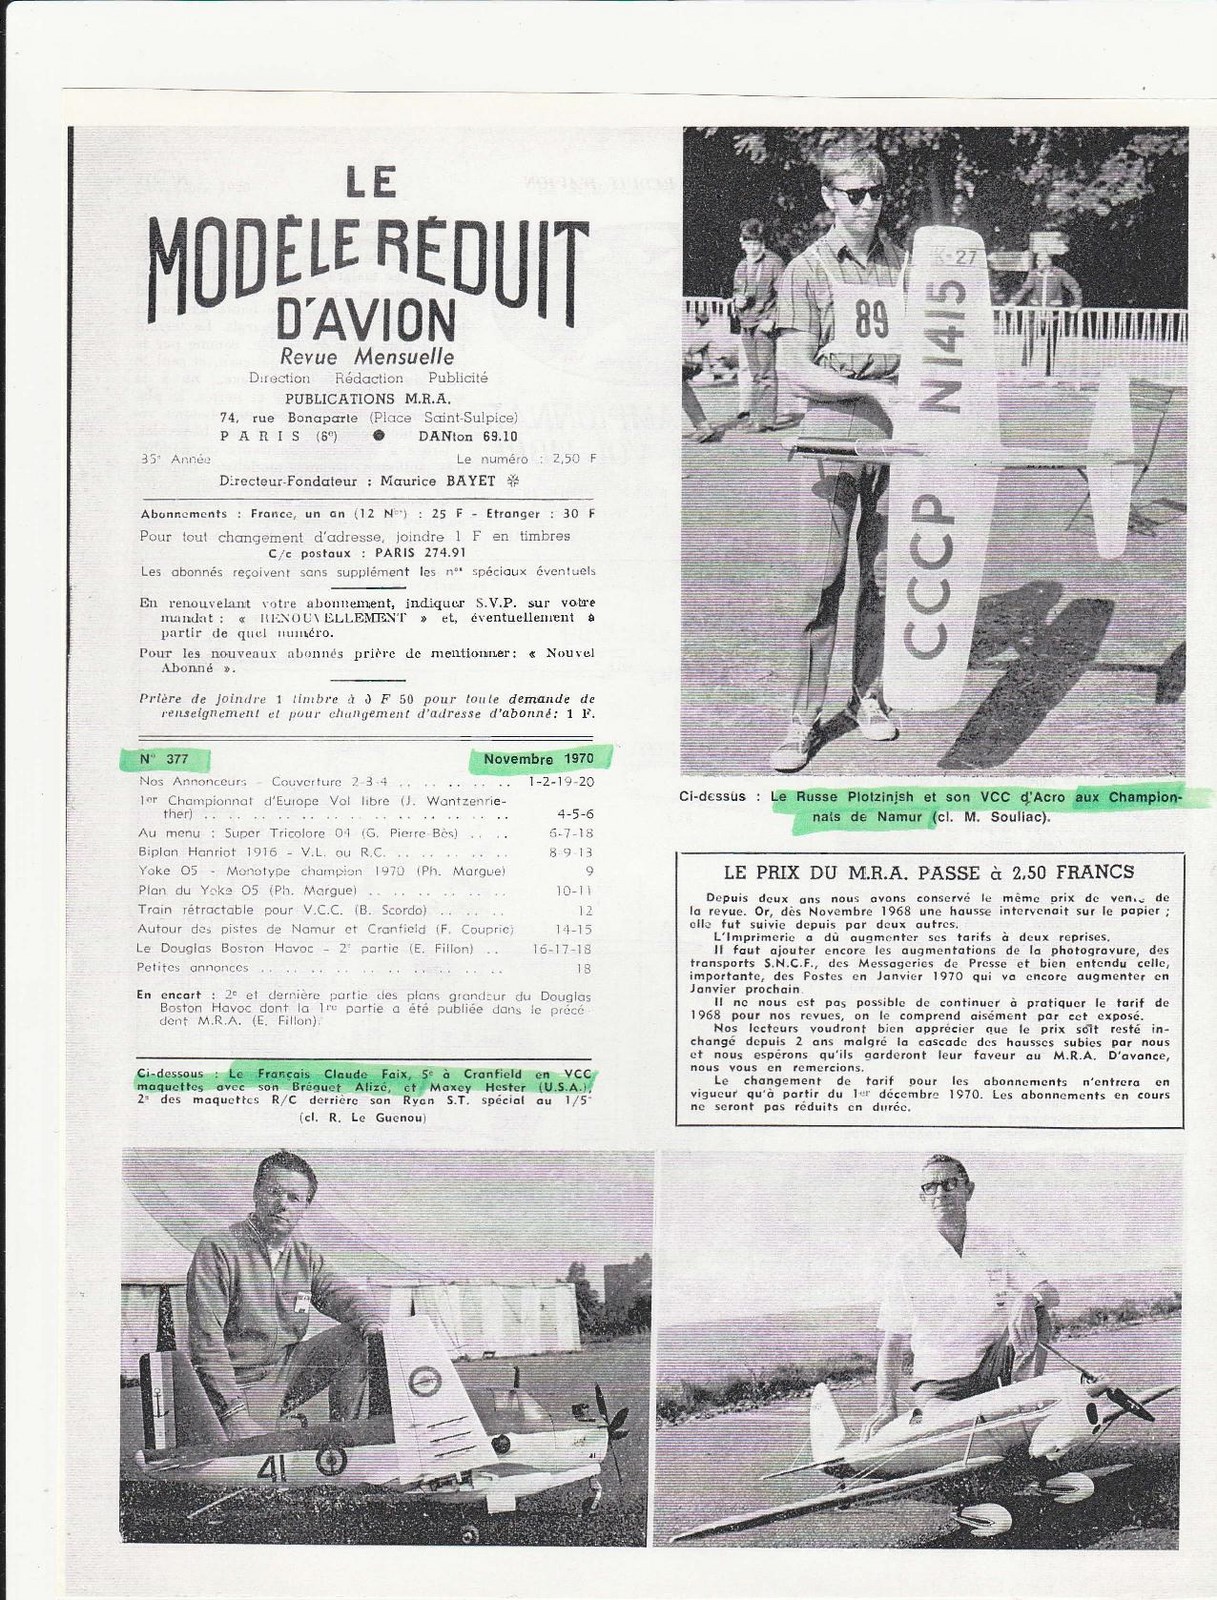 LE
MODÈLE RÉDUIT
D'AVION
Revue Mensuelle
Direction Rédaction Publicité
PUBLICATIONS M.R.A.
74, rue Bonaparte (Place Saint-Sulpice)
PARIS (6e) ● DANton 69.10
35e Année Le numéro : 2,50 F
Directeur-Fondateur : Maurice BAYET
Abonnements : France, un an (12 Nos) : 25 F - Etranger : 30 F
Pour tout changement d'adresse, joindre 1 F en timbres
C/c postaux : PARIS 274.91
Les abonnés reçoivent sans supplément les nos spéciaux éventuels
En renouvelant votre abonnement, indiquer S.V.P. sur votre
mandat : « RENOUVELLEMENT » et, éventuellement à
partir de quel numéro.
Pour les nouveaux abonnés prière de mentionner: « Nouvel
Abonné ».
Prière de joindre 1 timbre à 0 F 50 pour toute demande de
renseignement et pour changement d'adresse d'abonné: 1 F.
N° 377 Novembre 1970
Nos Annonceurs - Couverture 2-3-4 .. .. .. .. .. 1-2-19-20
1er Championnat d'Europe Vol libre (J. Wantzenrie-
ther) .. .. .. .. .. .. .. .. .. .. .. 4-5-6
Au menu : Super Tricolore 04 (G. Pierre-Bès) .. .. 6-7-18
Biplan Hanriot 1916 - V.L. ou R.C. .. .. .. .. .. 8-9-13
Yoke O5 - Monotype champion 1970 (Ph. Margue) 9
Plan du Yoke O5 (Ph. Margue) .. .. .. .. .. .. 10-11
Train rétractable pour V.C.C. (B. Scordo) .. .. .. 12
Autour des pistes de Namur et Cranfield (F. Couprie) 14-15
Le Douglas Boston Havoc - 2e partie (E. Fillon) .. 16-17-18
Petites annonces .. .. .. .. .. .. .. .. .. .. 18
En encart : 2e et dernière partie des plans grandeur du Douglas
Boston Havoc dont la 1re partie a été publiée dans le précé-
dent M.R.A. (E. Fillon).
Ci-dessous : Le Français Claude Faix, 5e à Cranfield en VCC
maquettes avec son Bréguet Alizé, et Maxey Hester (U.S.A.),
2e des maquettes R/C derrière son Ryan S.T. spécial au 1/5e
(cl. R. Le Guenou)
K-27
N1415
89
CCCP
Ci-dessus : Le Russe Plotzinjsh et son VCC d'Acro aux Champion-
nais de Namur (cl. M. Souliac).
LE PRIX DU M.R.A. PASSE à 2,50 FRANCS
Depuis deux ans nous avons conservé le même prix de vente de
la revue. Or, dès Novembre 1968 une hausse intervenait sur le papier ;
elle fut suivie depuis par deux autres.
L'Imprimerie a dû augmenter ses tarifs à deux reprises.
Il faut ajouter encore les augmentations de la photogravure, des
transports S.N.C.F., des Messageries de Presse et bien entendu celle,
importante, des Postes en Janvier 1970 qui va encore augmenter en
Janvier prochain
Il ne nous est pas possible de continuer à pratiquer le tarif de
1968 pour nos revues, on le comprend aisément par cet exposé.
Nos lecteurs voudront bien apprécier que le prix soit resté in-
changé depuis 2 ans malgré la cascade des hausses subies par nous
et nous espérons qu'ils garderont leur faveur au M.R.A. D'avance,
nous vous en remercions.
Le changement de tarif pour les abonnements n'entrera en
vigueur qu'à partir du 1er décembre 1970. Les abonnements en cours
ne seront pas réduits en durée.
41